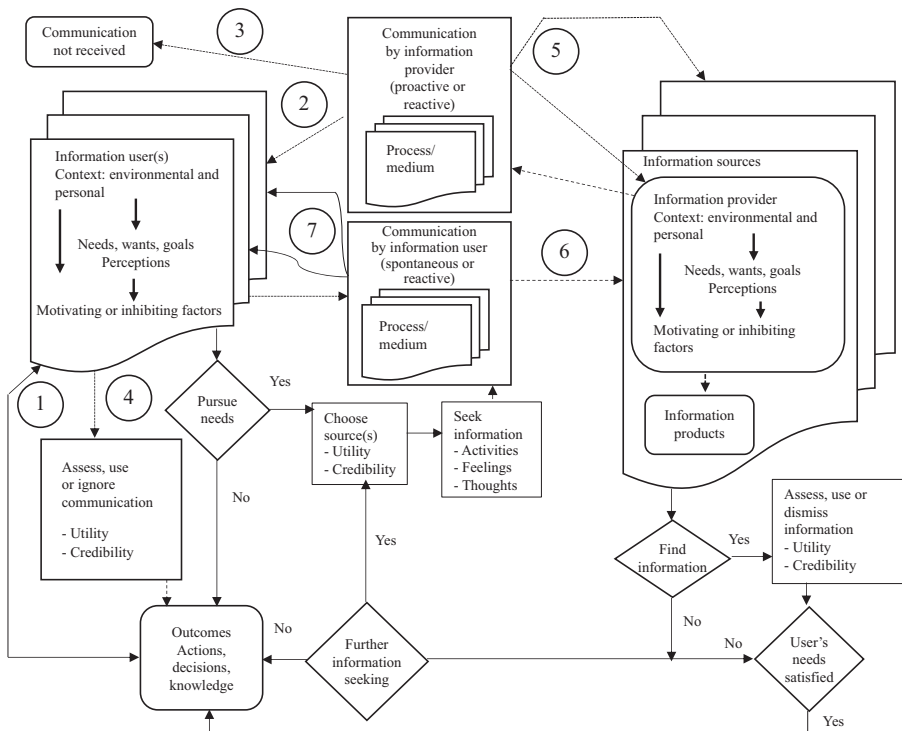 Communication
not received
3
Communication
by information
provider
(proactive or
reactive)
Process/
medium
5
2
Information user(s)
Context: environmental and
personal
Needs, wants, goals
Perceptions
Motivating or inhibiting factors
7
Communication
by information user
(spontaneous or
reactive)
Process/
medium
6
Information sources
Information provider
Context: environmental and
personal
Needs, wants, goals
Perceptions
Motivating or inhibiting
factors
Information
products
1
4
Pursue
needs
Yes
No
Choose
source(s)
- Utility
- Credibility
Seek
information
- Activities
- Feelings
- Thoughts
Assess, use
or ignore
communication
- Utility
- Credibility
Yes
Find
information
Yes
No
Assess, use or
dismiss
information
- Utility
- Credibility
Outcomes
Actions,
decisions,
knowledge
No
Further
information
seeking
No
User's
needs
satisfied
Yes